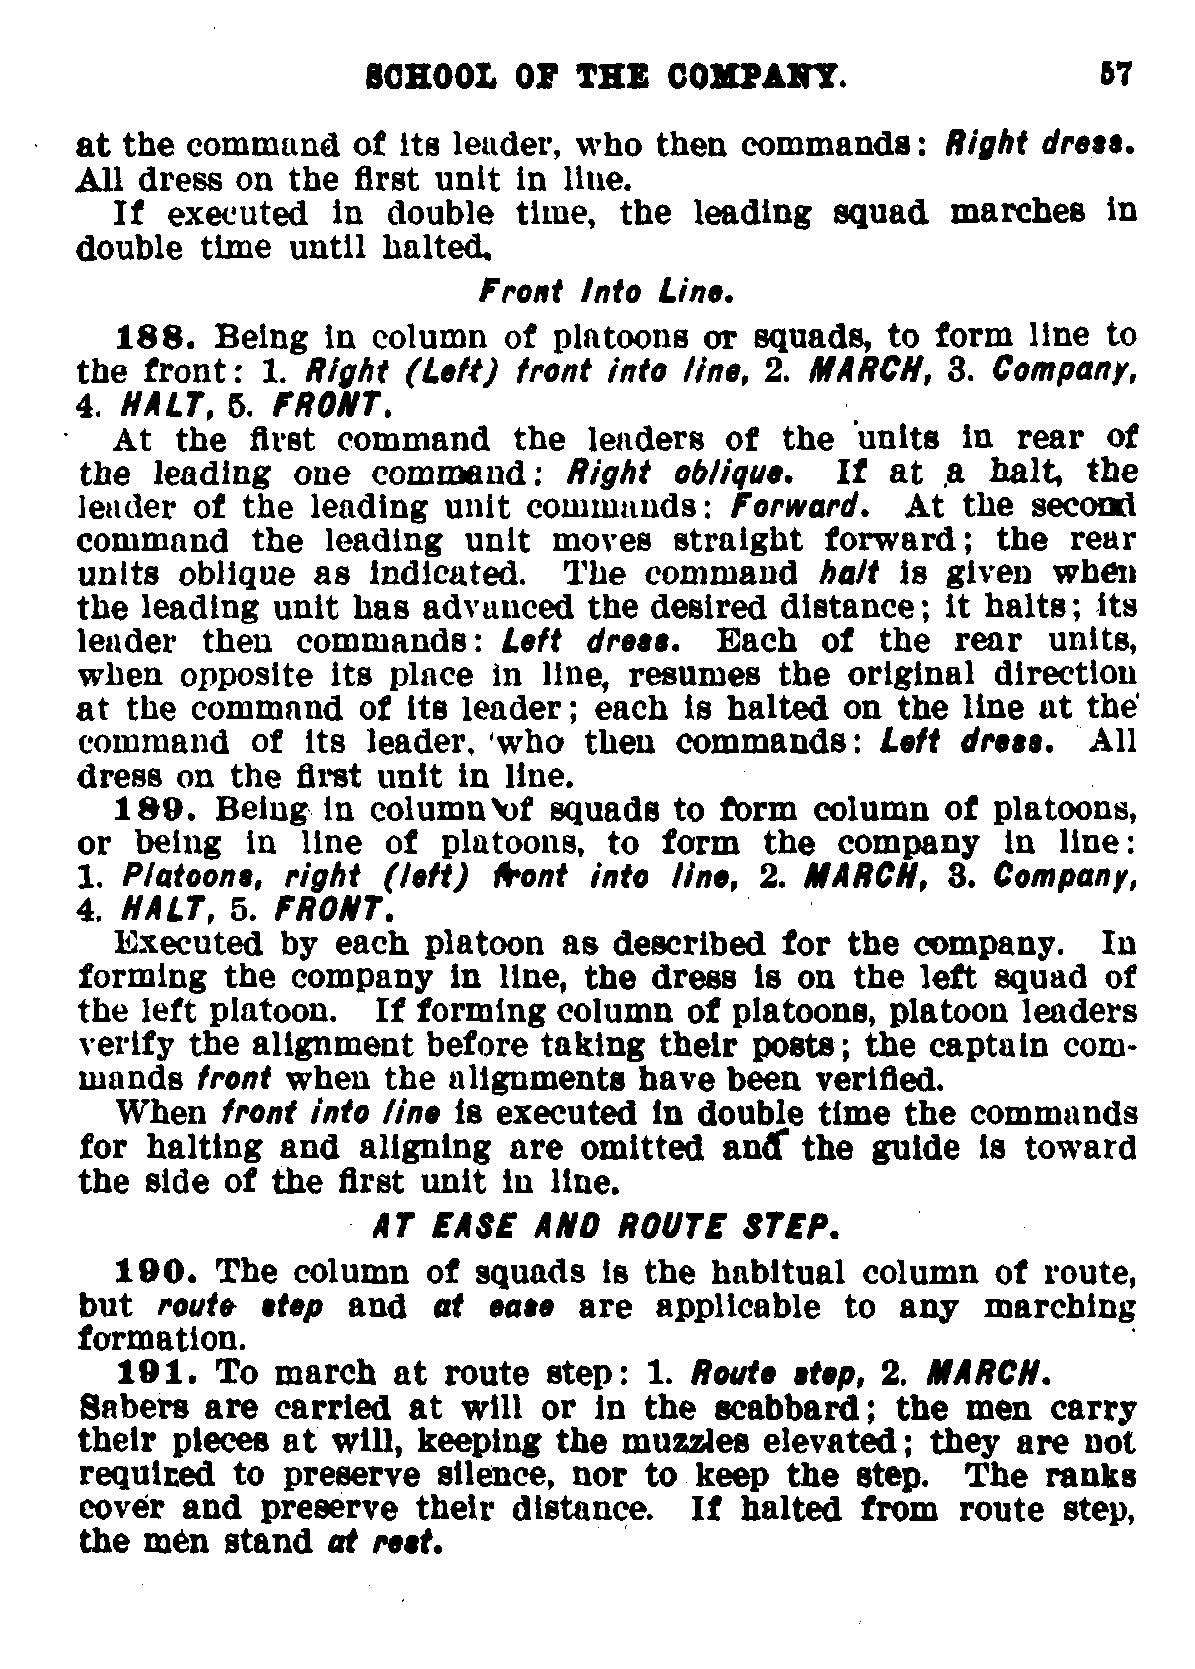 SCHOOL OF THE COMPANY. 57
at the command of its leader, who then commands: Right dress.
All dress on the first unit in line.
If executed in double time, the leading squad marches in
double time until halted.
Front Into Line.
188. Being in column of platoons or squads, to form line to
the front: 1. Right (Left) front into line, 2. MARCH, 3. Company,
4. HALT, 5. FRONT.
At the first command the leaders of the units in rear of
the leading one command: Right oblique. If at a halt, the
leader of the leading unit commands: Forward. At the second
command the leading unit moves straight forward; the rear
units oblique as indicated. The command halt is given when
the leading unit has advanced the desired distance; it halts; its
leader then commands: Left dress. Each of the rear units,
when opposite its place in line, resumes the original direction
at the command of its leader; each is halted on the line at the
command of its leader, who then commands: Left dress. All
dress on the first unit in line.
189. Being in column of squads to form column of platoons,
or being in line of platoons, to form the company in line:
1. Platoons, right (left) front into line, 2. MARCH, 3. Company,
4. HALT, 5. FRONT.
Executed by each platoon as described for the company. In
forming the company in line, the dress is on the left squad of
the left platoon. If forming column of platoons, platoon leaders
verify the alignment before taking their posts; the captain com-
mands front when the alignments have been verified.
When front into line is executed in double time the commands
for halting and aligning are omitted and the guide is toward
the side of the first unit in line.
AT EASE AND ROUTE STEP.
190. The column of squads is the habitual column of route,
but route step and at ease are applicable to any marching
formation.
191. To march at route step: 1. Route step, 2. MARCH.
Sabers are carried at will or in the scabbard; the men carry
their pieces at will, keeping the muzzles elevated; they are not
required to preserve silence, nor to keep the step. The ranks
cover and preserve their distance. If halted from route step,
the men stand at rest.